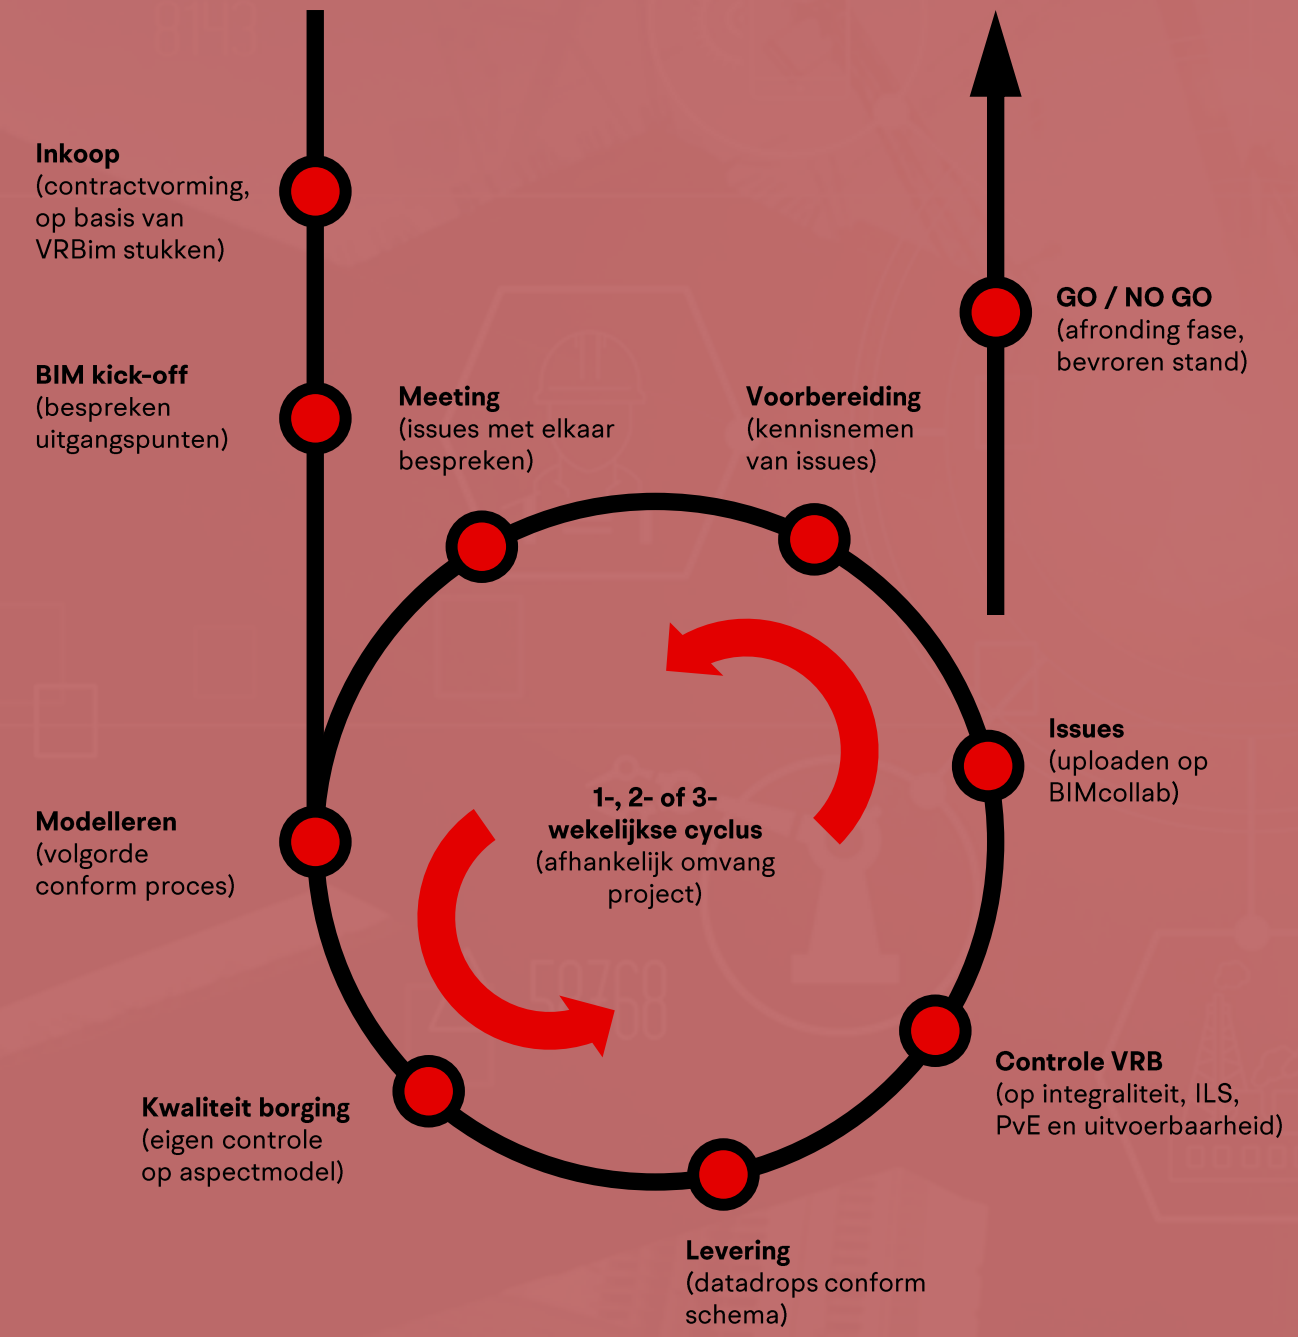 Inkoop
(contractvorming,
op basis van
VRBim stukken)
BIM kick-off
(bespreken
uitgangspunten)
Meeting
(issues met elkaar
bespreken)
Voorbereiding
(kennisnemen
van issues)
GO / NO GO
(afronding fase,
bevroren stand)
Issues
(uploaden op
BIMcollab)
1-, 2- of 3-
wekelijkse cyclus
(afhankelijk omvang
project)
Modelleren
(volgorde
conform proces)
Controle VRB
(op integraliteit, ILS,
PvE en uitvoerbaarheid)
Kwaliteit borging
(eigen controle
op aspectmodel)
Levering
(datadrops conform
schema)